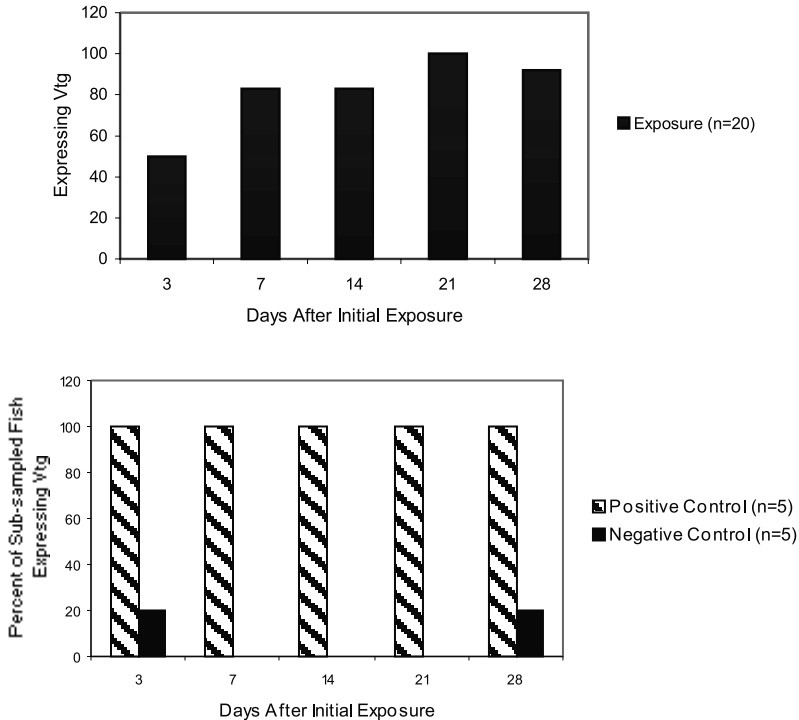 120
100
80
60
40
20
0
Expressing Vtg
3 7 14 21 28
Days After Initial Exposure
Exposure (n=20)
120
100
80
60
40
20
0
Percent of Sub-sampled Fish
Expressing Vtg
3 7 14 21 28
Days After Initial Exposure
Positive Control (n=5)
Negative Control (n=5)